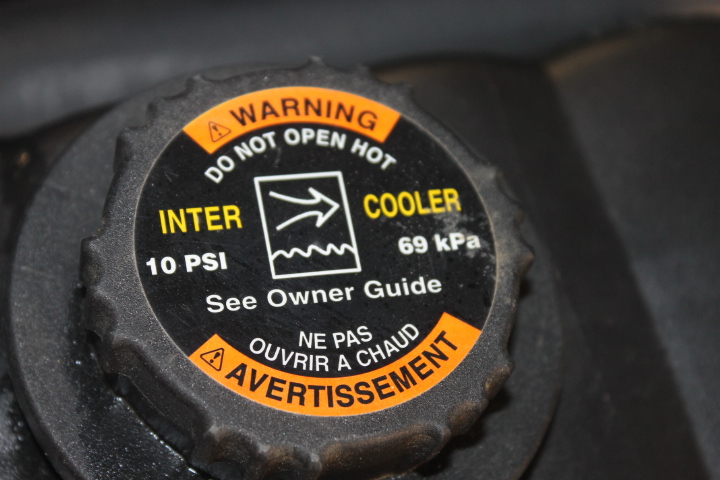 WARNING
DO NOT OPEN HOT
INTER COOLER
10 PSI 69 kPa
See Owner Guide
NE PAS
OUVRIR A CHAUD
AVERTISSEMENT